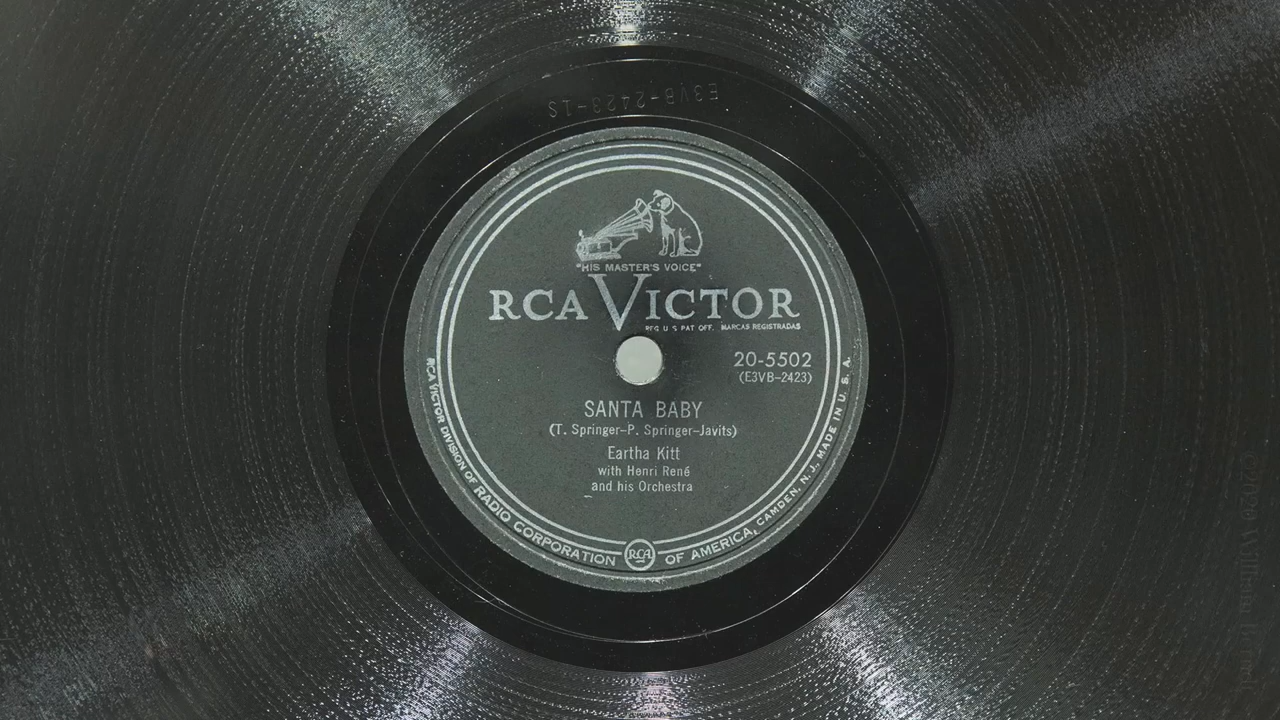 E3VB-2423-1S
"HIS MASTER'S VOICE"
RCA VICTOR
REG. U. S. PAT. OFF. MARCAS REGISTRADAS
20-5502
(E3VB-2423)
SANTA BABY
(T. Springer-P. Springer-Javits)
Eartha Kitt
with Henri René
and his Orchestra
RCA VICTOR DIVISION OF RADIO CORPORATION RCA OF AMERICA, CAMDEN, N. J. MADE IN U. S. A.